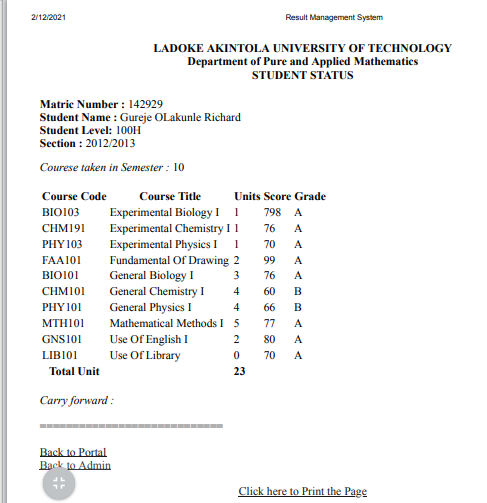 2/12/2021 Result Management System
LADOKE AKINTOLA UNIVERSITY OF TECHNOLOGY
Department of Pure and Applied Mathematics
STUDENT STATUS
Matric Number : 142929
Student Name : Gureje OLakunle Richard
Student Level: 100H
Section : 2012/2013
Courese taken in Semester : 10
Course Code Course Title Units Score Grade
BIO103 Experimental Biology I 1 798 A
CHM191 Experimental Chemistry I 1 76 A
PHY103 Experimental Physics I 1 70 A
FAA101 Fundamental Of Drawing 2 99 A
BIO101 General Biology I 3 76 A
CHM101 General Chemistry I 4 60 B
PHY101 General Physics I 4 66 B
MTH101 Mathematical Methods I 5 77 A
GNS101 Use Of English I 2 80 A
LIB101 Use Of Library 0 70 A
Total Unit 23
Carry forward :
============================
Back to Portal
Back to Admin
Click here to Print the Page